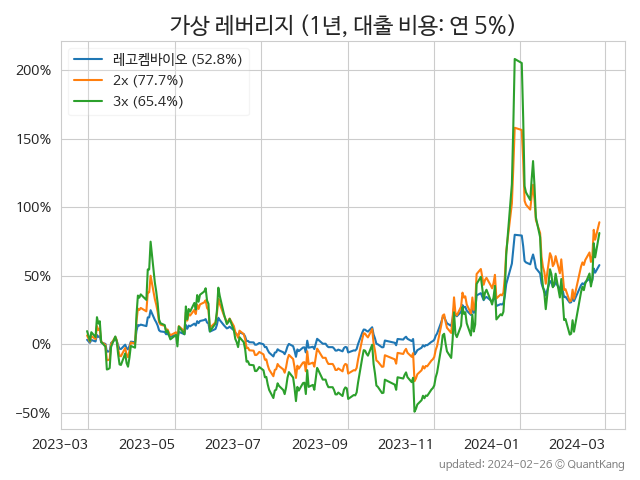 가상 레버리지 (1년, 대출 비용: 연 5%)
레고켐바이오 (52.8%)
2x (77.7%)
3x (65.4%)
200%
150%
100%
50%
0%
−50%
2023-03 2023-05 2023-07 2023-09 2023-11 2024-01 2024-03
updated: 2024-02-26 © QuantKang